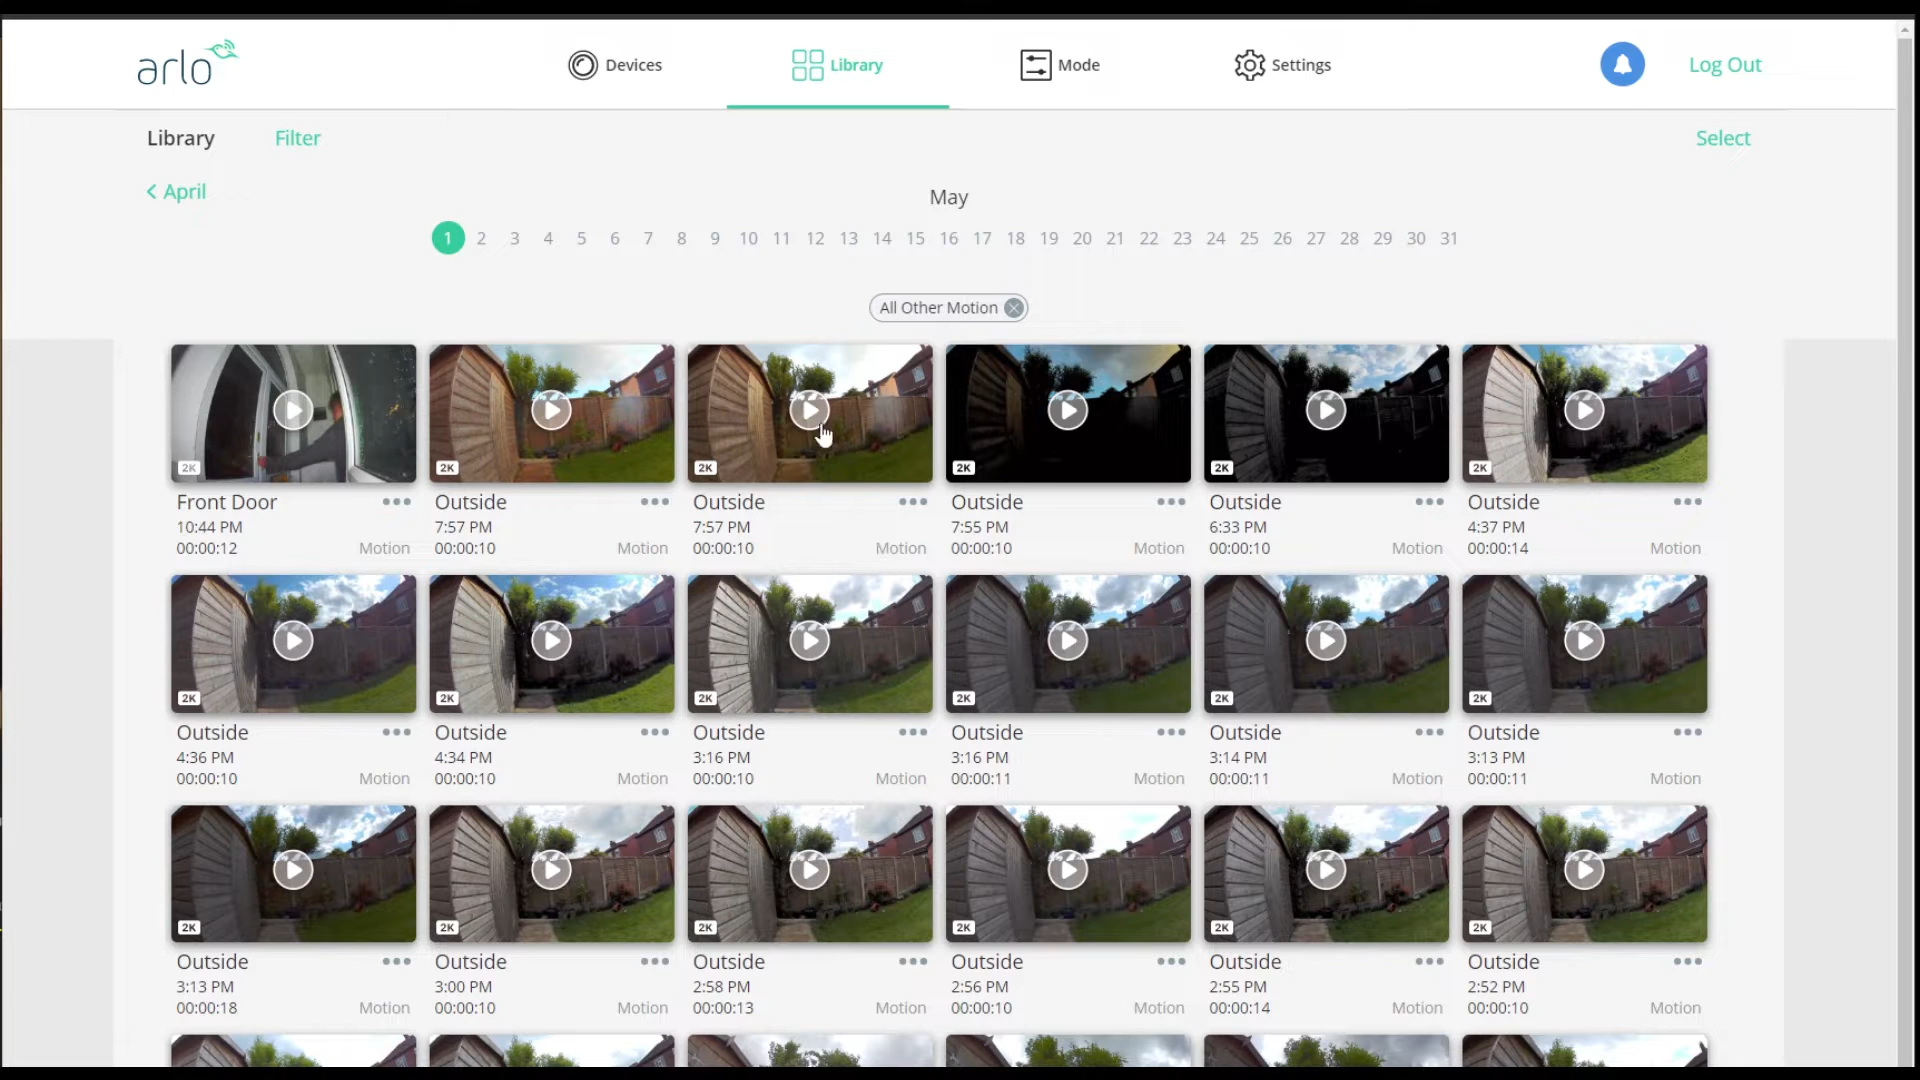 arlo
Devices
Library
Mode
Settings
Log Out
Library
Filter
Select
< April
May
1 2 3 4 5 6 7 8 9 10 11 12 13 14 15 16 17 18 19 20 21 22 23 24 25 26 27 28 29 30 31
All Other Motion
2K 2K 2K 2K 2K 2K
Front Door Outside Outside Outside Outside Outside
10:44 PM 7:57 PM 7:57 PM 7:55 PM 6:33 PM 4:37 PM
00:00:12 Motion 00:00:10 Motion 00:00:10 Motion 00:00:10 Motion 00:00:10 Motion 00:00:14 Motion
2K 2K 2K 2K 2K 2K
Outside Outside Outside Outside Outside Outside
4:36 PM 4:34 PM 3:16 PM 3:16 PM 3:14 PM 3:13 PM
00:00:10 Motion 00:00:10 Motion 00:00:10 Motion 00:00:11 Motion 00:00:11 Motion 00:00:11 Motion
2K 2K 2K 2K 2K 2K
Outside Outside Outside Outside Outside Outside
3:13 PM 3:00 PM 2:58 PM 2:56 PM 2:55 PM 2:52 PM
00:00:18 Motion 00:00:10 Motion 00:00:13 Motion 00:00:10 Motion 00:00:14 Motion 00:00:10 Motion